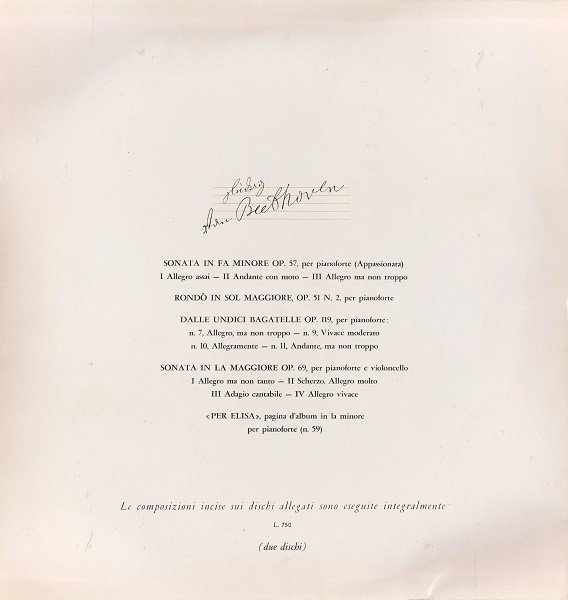 Ludwig
van Beethoven
SONATA IN FA MINORE OP. 57, per pianoforte (Appassionata)
I Allegro assai — II Andante con moto — III Allegro ma non troppo
RONDÒ IN SOL MAGGIORE, OP. 51 N. 2, per pianoforte
DALLE UNDICI BAGATELLE OP. 119, per pianoforte:
n. 7, Allegro, ma non troppo — n. 9, Vivace moderato
n. 10, Allegramente — n. 11, Andante, ma non troppo
SONATA IN LA MAGGIORE OP. 69, per pianoforte e violoncello
I Allegro ma non tanto — II Scherzo. Allegro molto
III Adagio cantabile — IV Allegro vivace
«PER ELISA», pagina d'album in la minore
per pianoforte (n. 59)
Le composizioni incise sui dischi allegati sono eseguite integralmente
L. 750
(due dischi)